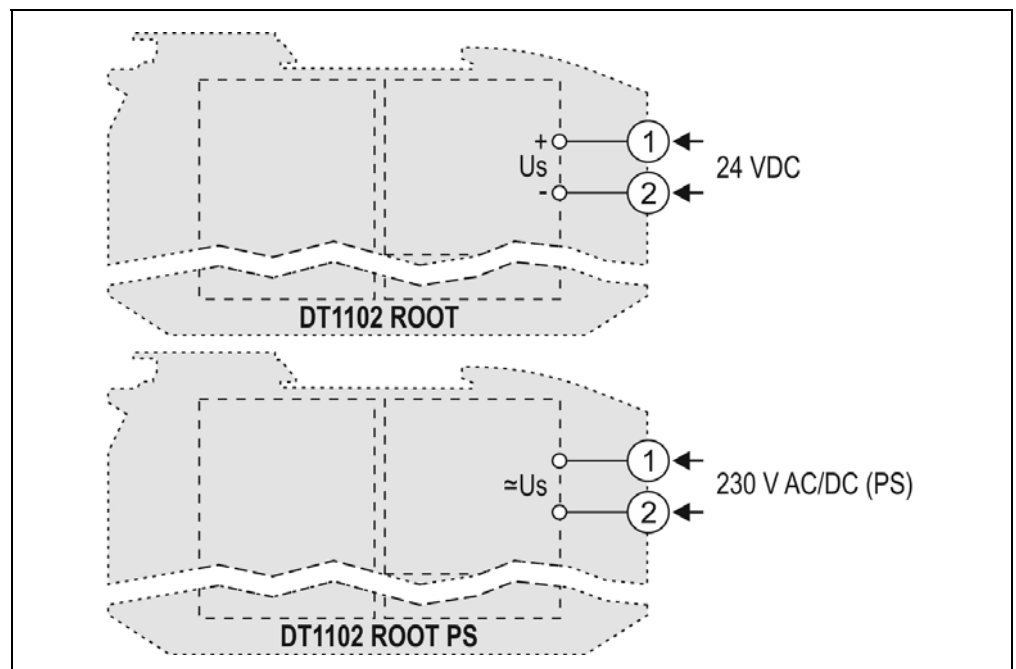 +
Us
-
1
2
24 VDC
DT1102 ROOT
≃Us
1
2
230 V AC/DC (PS)
DT1102 ROOT PS